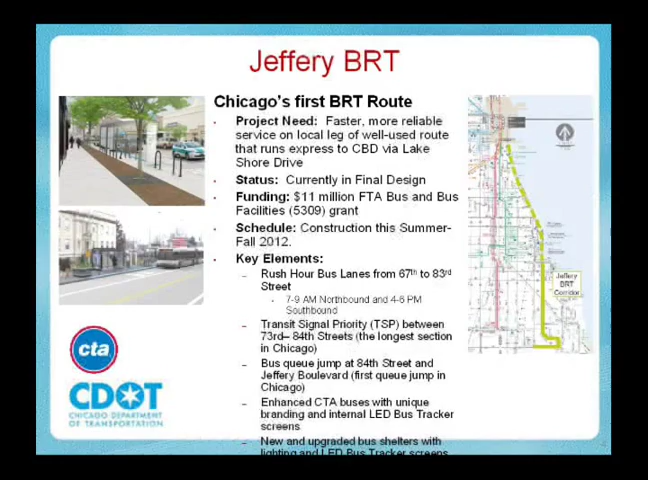 Jeffery BRT
Chicago's first BRT Route
Project Need: Faster, more reliable
service on local leg of well-used route
that runs express to CBD via Lake
Shore Drive
Status: Currently in Final Design
Funding: $11 million FTA Bus and Bus
Facilities (5309) grant
Schedule: Construction this Summer-
Fall 2012.
Key Elements:
Rush Hour Bus Lanes from 67th to 83rd
Street
7-9 AM Northbound and 4-6 PM
Southbound
Transit Signal Priority (TSP) between
73rd– 84th Streets (the longest section
in Chicago)
Bus queue jump at 84th Street and
Jeffery Boulevard (first queue jump in
Chicago)
Enhanced CTA buses with unique
branding and internal LED Bus Tracker
screens
New and upgraded bus shelters with
lighting and LED Bus Tracker screens
Jeffery
BRT
Corridor
cta
CDOT
CHICAGO DEPARTMENT
OF TRANSPORTATION